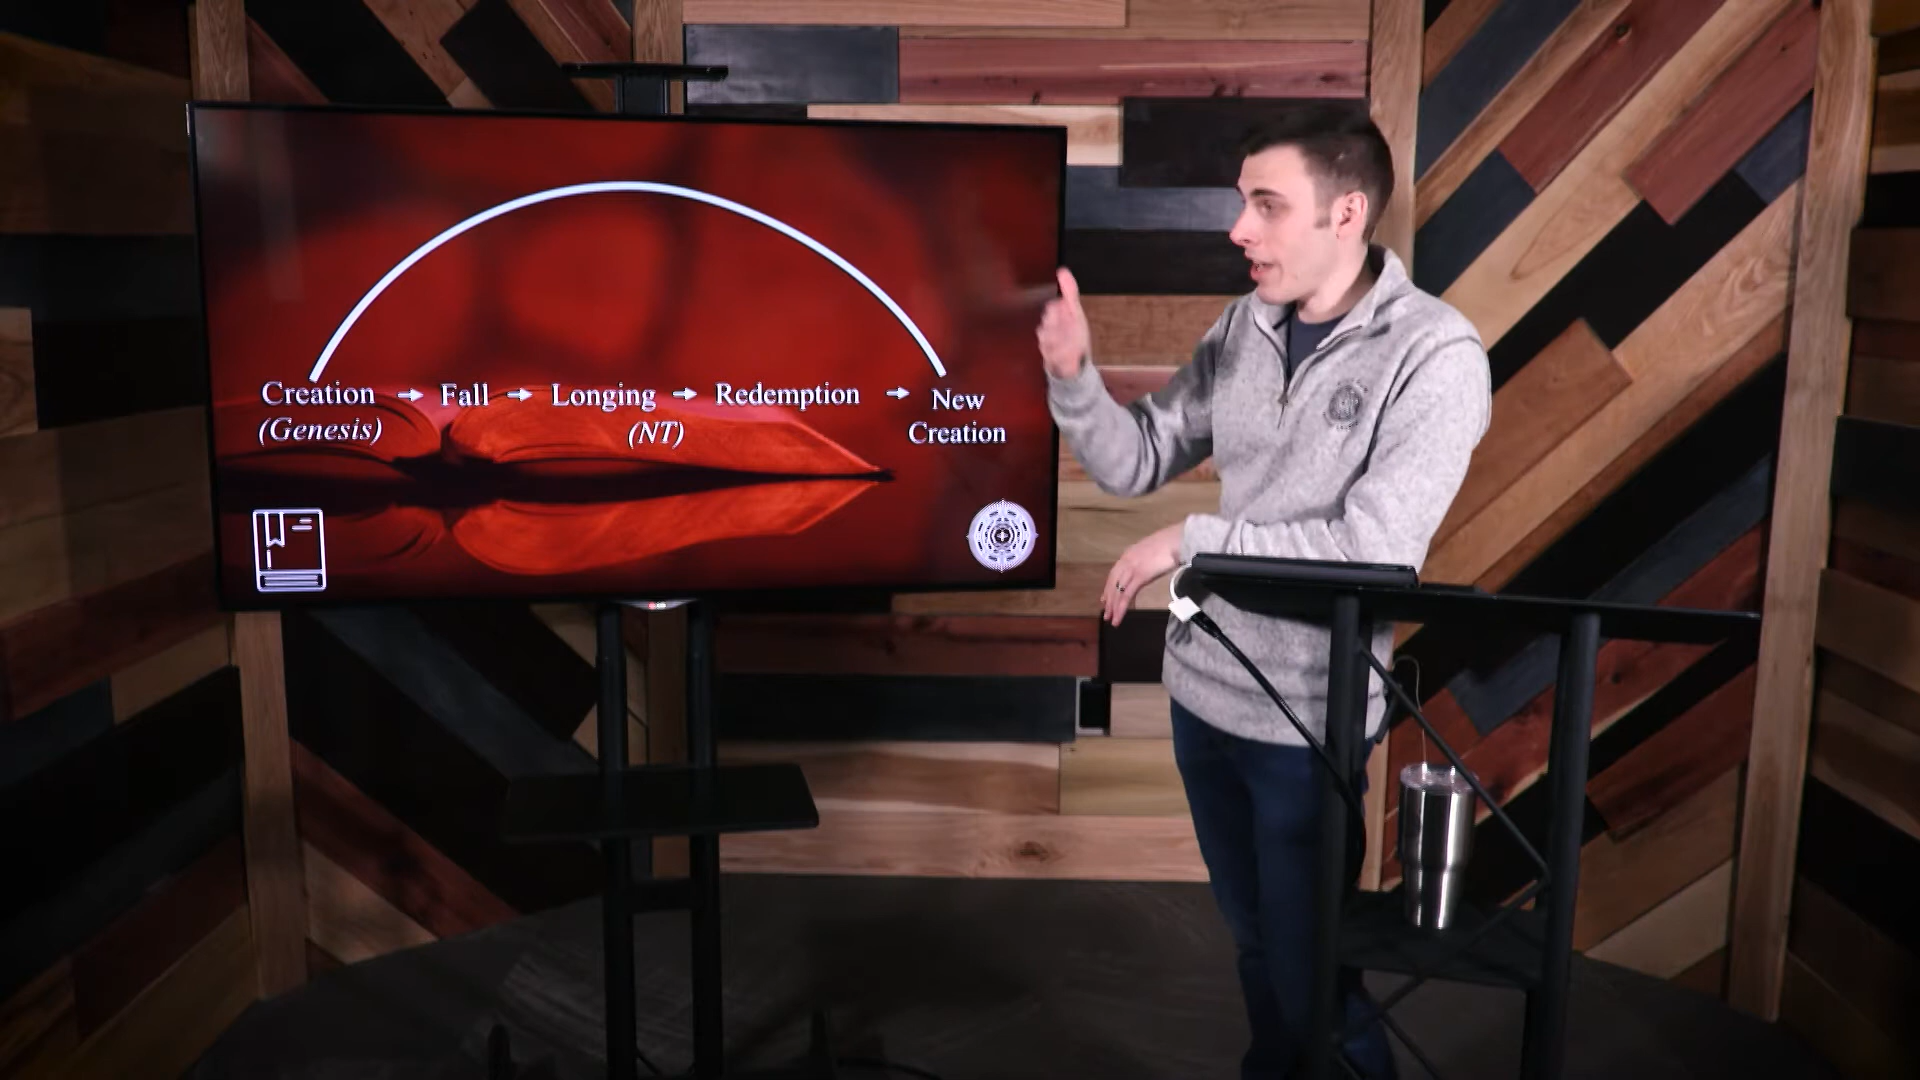 Creation → Fall → Longing → Redemption → New Creation
(Genesis) (NT)